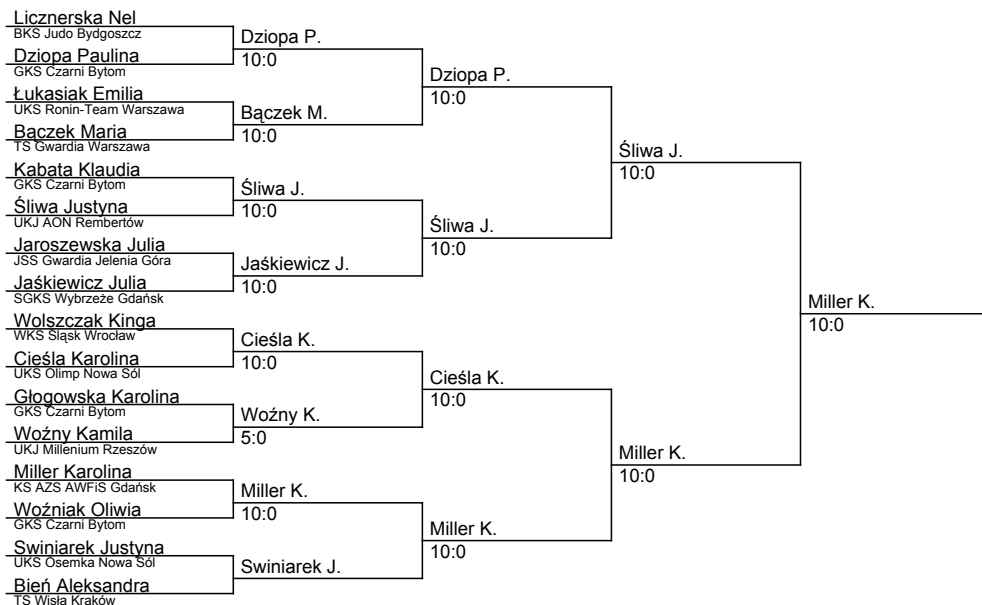 Licznerska Nel
BKS Judo Bydgoszcz
Dziopa Paulina
GKS Czarni Bytom
Łukasiak Emilia
UKS Ronin-Team Warszawa
Bączek Maria
TS Gwardia Warszawa
Kabata Klaudia
GKS Czarni Bytom
Śliwa Justyna
UKJ AON Rembertów
Jaroszewska Julia
JSS Gwardia Jelenia Góra
Jaśkiewicz Julia
SGKS Wybrzeże Gdańsk
Wolszczak Kinga
WKS Śląsk Wrocław
Cieśla Karolina
UKS Olimp Nowa Sól
Głogowska Karolina
GKS Czarni Bytom
Woźny Kamila
UKJ Millenium Rzeszów
Miller Karolina
KS AZS AWFiS Gdańsk
Woźniak Oliwia
GKS Czarni Bytom
Swiniarek Justyna
UKS Osemka Nowa Sól
Bień Aleksandra
TS Wisła Kraków
Dziopa P.
10:0
Bączek M.
10:0
Śliwa J.
10:0
Jaśkiewicz J.
10:0
Cieśla K.
10:0
Woźny K.
5:0
Miller K.
10:0
Swiniarek J.
Dziopa P.
10:0
Śliwa J.
10:0
Cieśla K.
10:0
Miller K.
10:0
Śliwa J.
10:0
Miller K.
10:0
Miller K.
10:0